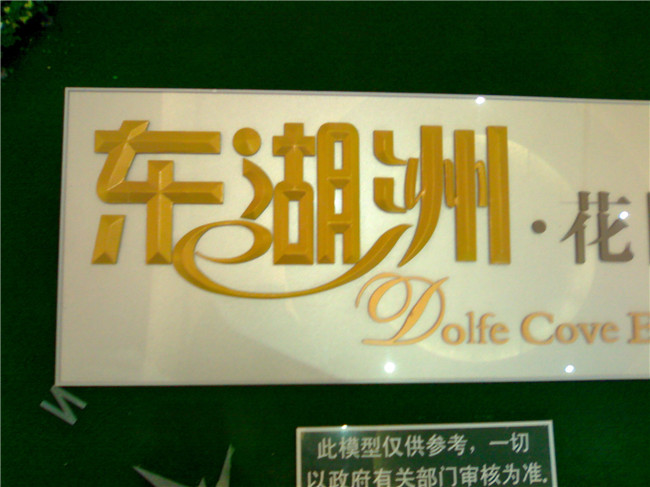 东湖洲·花
Dolfe Cove E
N
此模型仅供参考，一切
以政府有关部门审核为准.